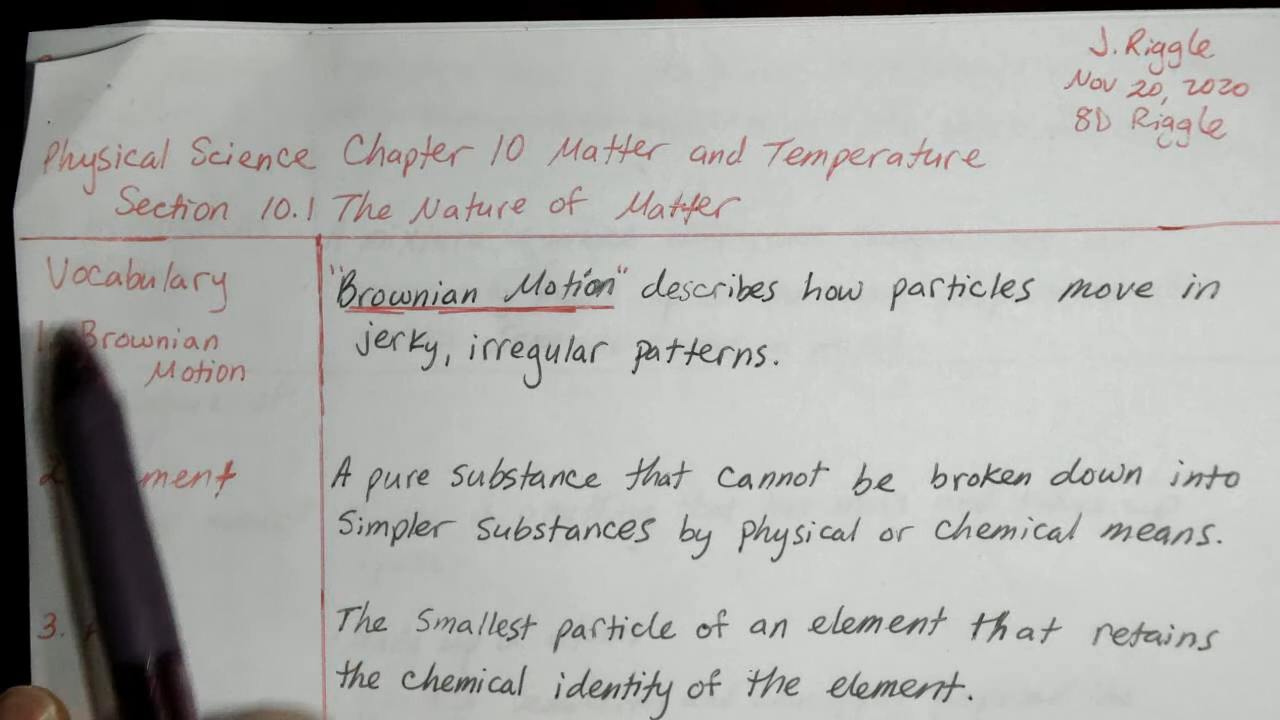 J. Riggle
Nov 20, 2020
8D Riggle
Physical Science Chapter 10 Matter and Temperature
Section 10.1 The Nature of Matter
Vocabulary
Brownian
Motion
"Brownian Motion" describes how particles move in
jerky, irregular patterns.
2
A pure substance that cannot be broken down into
simpler substances by physical or chemical means.
3.
The smallest particle of an element that retains
the chemical identity of the element.